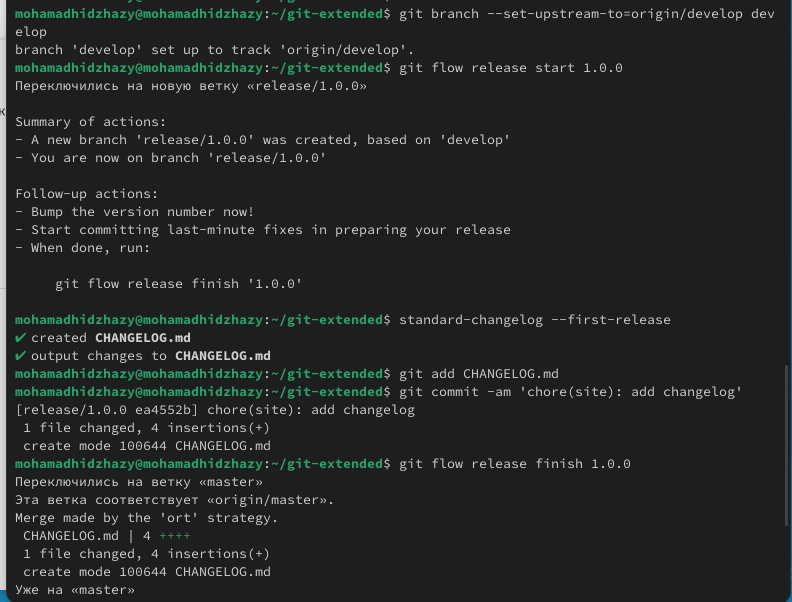 mohamadhidzhazy@mohamadhidzhazy:~/git-extended$ git branch --set-upstream-to=origin/develop dev
elop
branch 'develop' set up to track 'origin/develop'.
mohamadhidzhazy@mohamadhidzhazy:~/git-extended$ git flow release start 1.0.0
Переключились на новую ветку «release/1.0.0»

Summary of actions:
- A new branch 'release/1.0.0' was created, based on 'develop'
- You are now on branch 'release/1.0.0'

Follow-up actions:
- Bump the version number now!
- Start committing last-minute fixes in preparing your release
- When done, run:

     git flow release finish '1.0.0'

mohamadhidzhazy@mohamadhidzhazy:~/git-extended$ standard-changelog --first-release
✔ created CHANGELOG.md
✔ output changes to CHANGELOG.md
mohamadhidzhazy@mohamadhidzhazy:~/git-extended$ git add CHANGELOG.md
mohamadhidzhazy@mohamadhidzhazy:~/git-extended$ git commit -am 'chore(site): add changelog'
[release/1.0.0 ea4552b] chore(site): add changelog
 1 file changed, 4 insertions(+)
 create mode 100644 CHANGELOG.md
mohamadhidzhazy@mohamadhidzhazy:~/git-extended$ git flow release finish 1.0.0
Переключились на ветку «master»
Эта ветка соответствует «origin/master».
Merge made by the 'ort' strategy.
 CHANGELOG.md | 4 ++++
 1 file changed, 4 insertions(+)
 create mode 100644 CHANGELOG.md
Уже на «master»